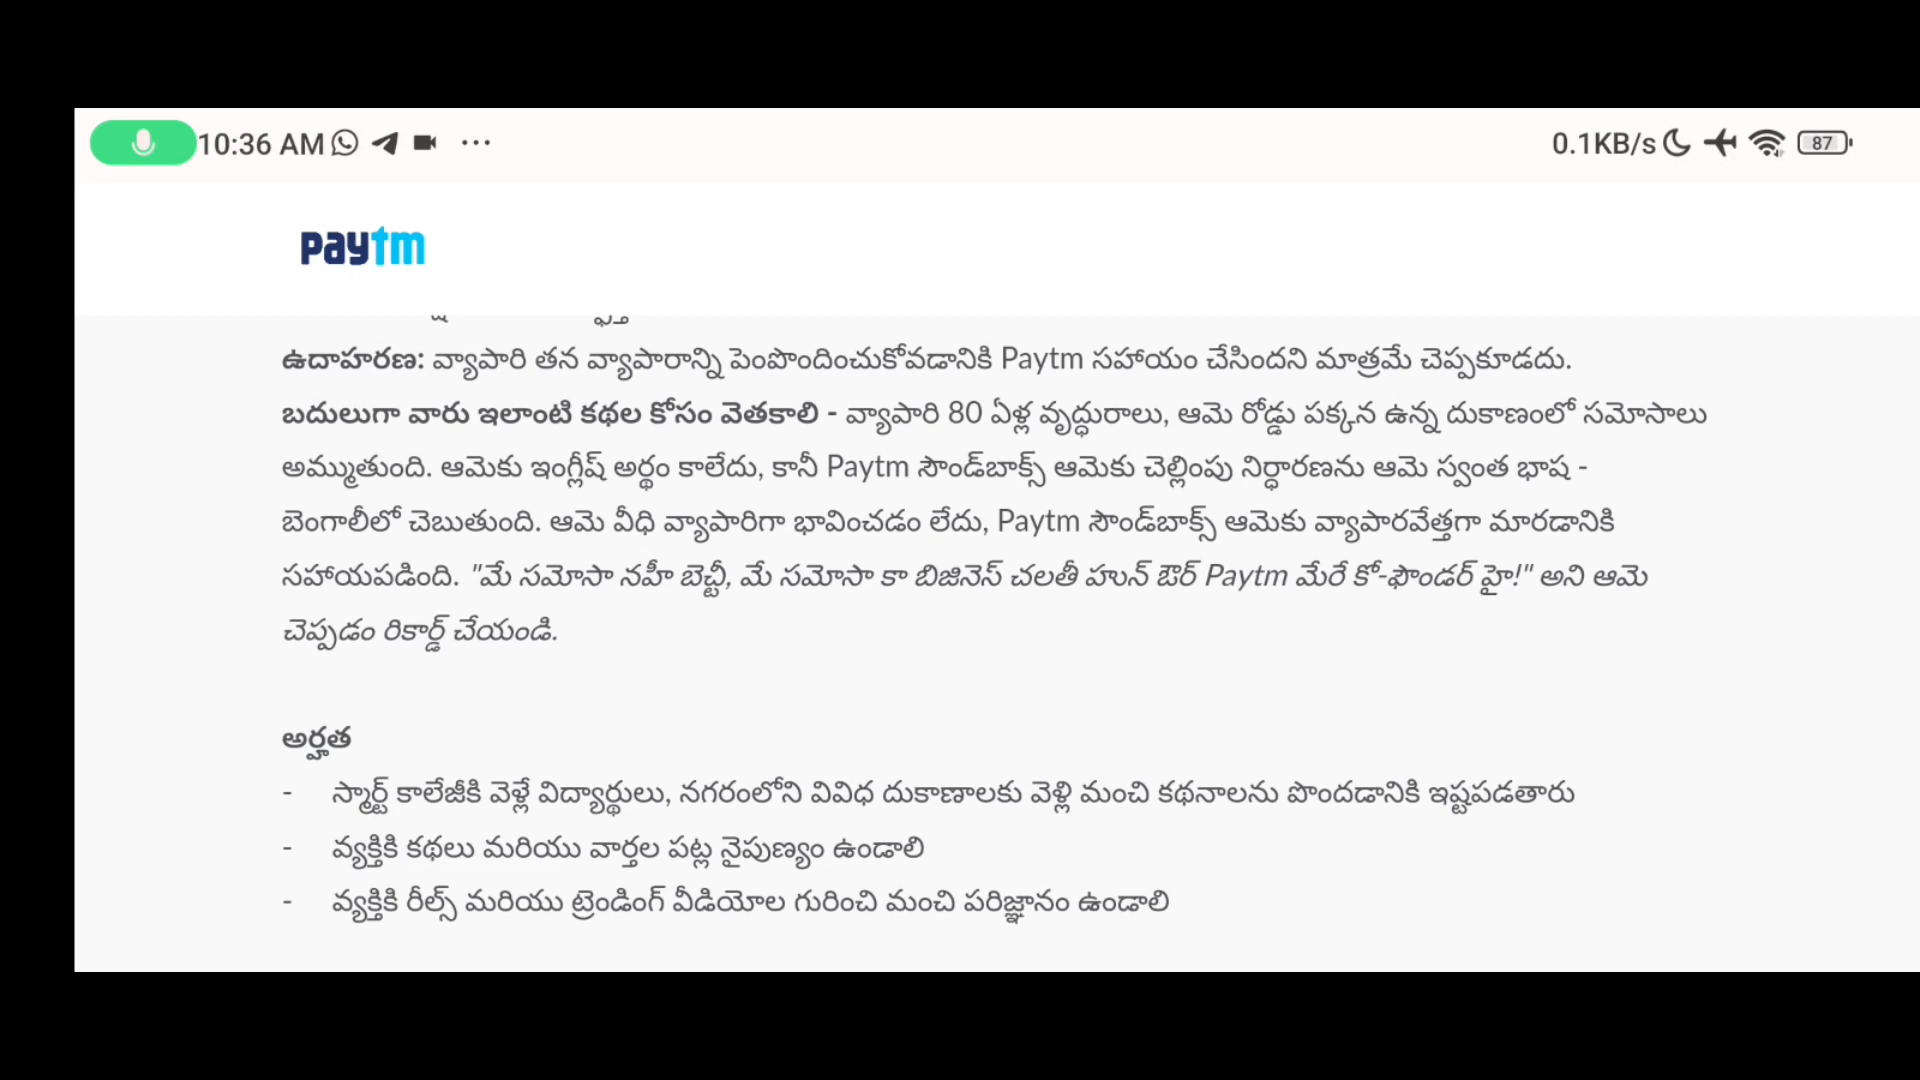 10:36 AM
0.1KB/s
87
paytm
ఉదాహరణ: వ్యాపారి తన వ్యాపారాన్ని పెంపొందించుకోవడానికి Paytm సహాయం చేసిందని మాత్రమే చెప్పకూడదు.
బదులుగా వారు ఇలాంటి కథల కోసం వెతకాలి - వ్యాపారి 80 ఏళ్ల వృద్ధురాలు, ఆమె రోడ్డు పక్కన ఉన్న దుకాణంలో సమోసాలు
అమ్ముతుంది. ఆమెకు ఇంగ్లీష్ అర్థం కాలేదు, కానీ Paytm సౌండ్‌బాక్స్ ఆమెకు చెల్లింపు నిర్ధారణను ఆమె స్వంత భాష -
బెంగాలీలో చెబుతుంది. ఆమె వీధి వ్యాపారిగా భావించడం లేదు, Paytm సౌండ్‌బాక్స్ ఆమెకు వ్యాపారవేత్తగా మారడానికి
సహాయపడింది. "మే సమోసా నహీ బెచ్టీ, మే సమోసా కా బిజినెస్ చలతీ హున్ ఔర్ Paytm మేరే కో-ఫౌండర్ హై!" అని ఆమె
చెప్పడం రికార్డ్ చేయండి.
అర్హత
- స్మార్ట్ కాలేజీకి వెళ్లే విద్యార్థులు, నగరంలోని వివిధ దుకాణాలకు వెళ్లి మంచి కథనాలను పొందడానికి ఇష్టపడతారు
- వ్యక్తికి కథలు మరియు వార్తల పట్ల నైపుణ్యం ఉండాలి
- వ్యక్తికి రీల్స్ మరియు ట్రెండింగ్ వీడియోల గురించి మంచి పరిజ్ఞానం ఉండాలి